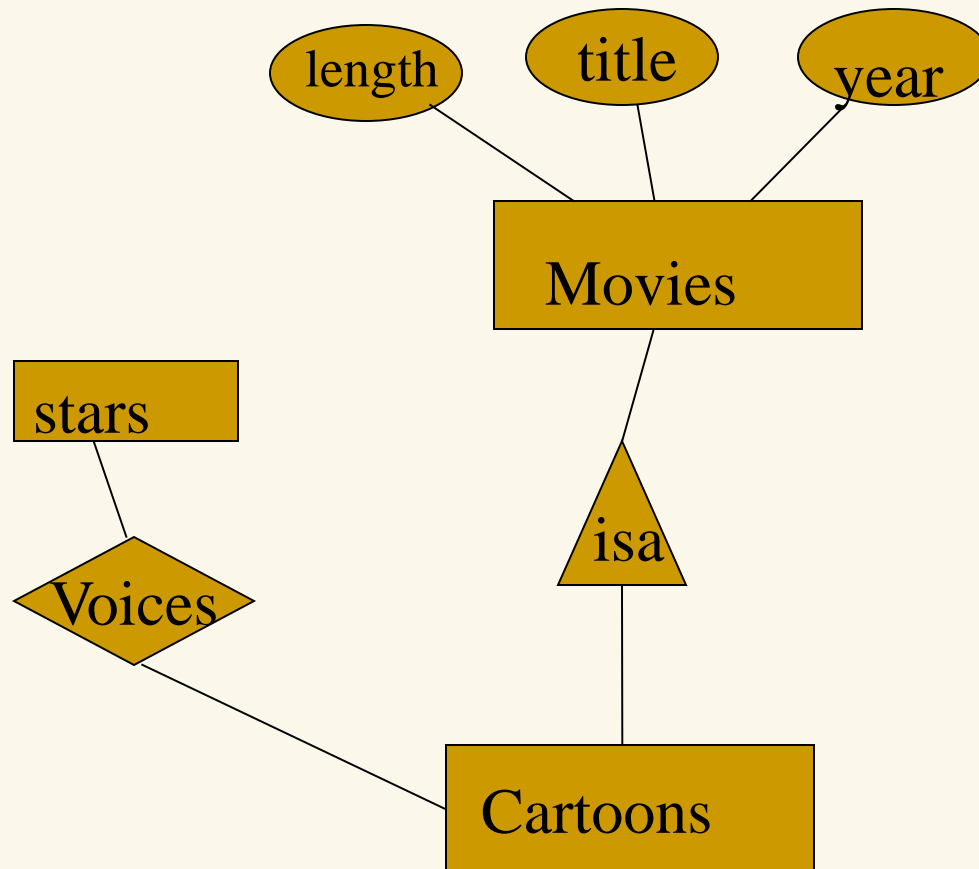 length
title
year
Movies
stars
isa
Voices
Cartoons